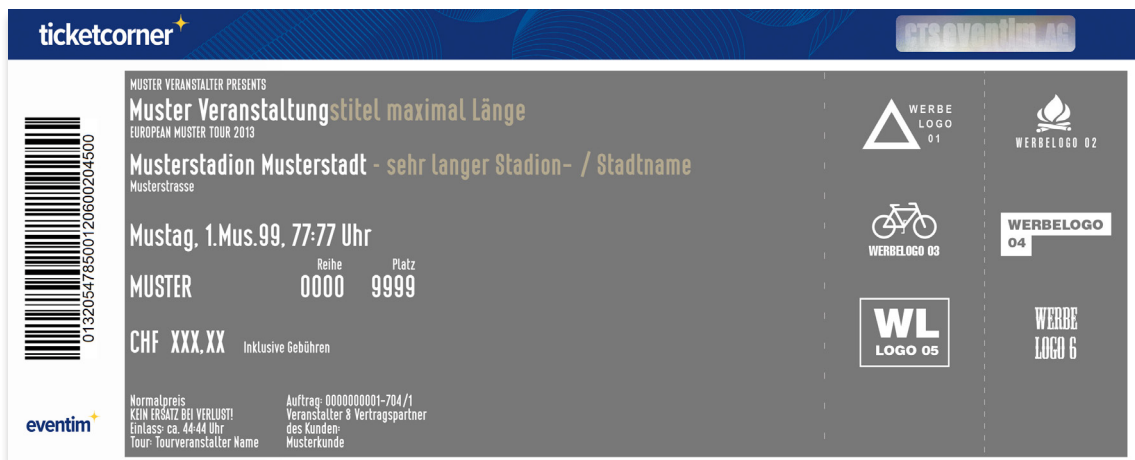 ticketcorner
CTS eventim AG
MUSTER VERANSTALTER PRESENTS
Muster Veranstaltungstitel maximal Länge
EUROPEAN MUSTER TOUR 2013
Musterstadion Musterstadt - sehr langer Stadion- / Stadtname
Musterstrasse
Mustag, 1.Mus.99, 77:77 Uhr
Reihe Platz
MUSTER 0000 9999
CHF XXX,XX Inklusive Gebühren
Normalpreis
KEIN ERSATZ BEI VERLUST!
Einlass: ca. 44:44 Uhr
Tour: Tourveranstalter Name
Auftrag: 0000000001-704/1
Veranstalter & Vertragspartner
des Kunden:
Musterkunde
WERBE
LOGO
01
WERBELOGO 02
WERBELOGO 03
WERBELOGO
04
WL
LOGO 05
WERBE
LOGO 6
013205478500120600204500
eventim